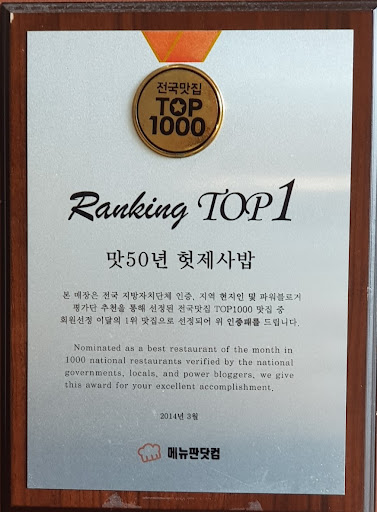 전국맛집
TOP
1000
Ranking TOP1
맛50년 헛제사밥
본 매장은 전국 지방자치단체 인증, 지역 현지인 및 파워블로거
평가단 추천을 통해 선정된 전국맛집 TOP1000 맛집 중
회원선정 이달의 1위 맛집으로 선정되어 위 인증패를 드립니다.
Nominated as a best restaurant of the month in
1000 national restaurants verified by the national
governments, locals, and power bloggers, we give
this award for your excellent accomplishment.
2014년 3월
메뉴판닷컴